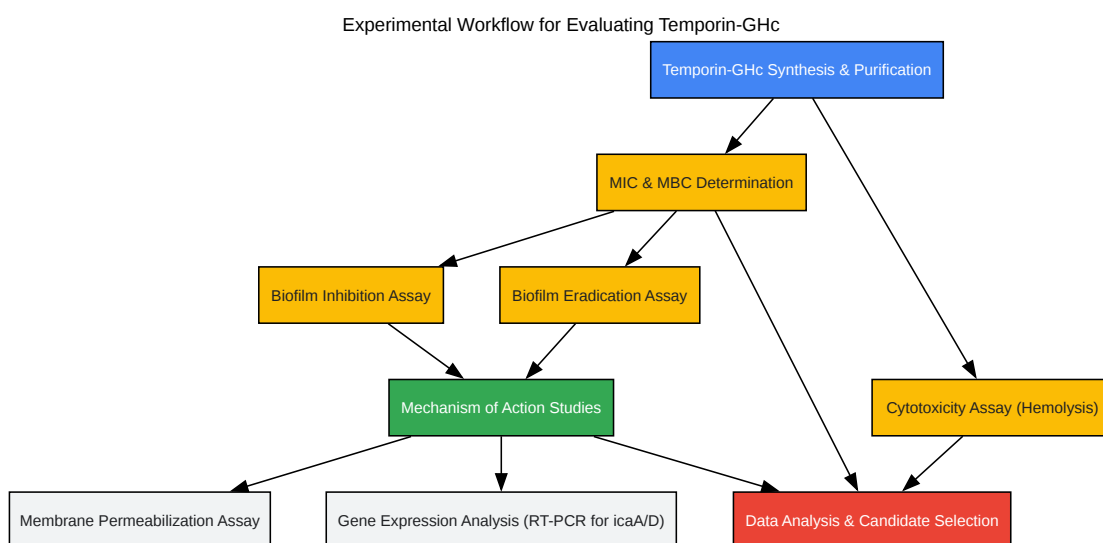 Experimental Workflow for Evaluating Temporin-GHc
Temporin-GHc Synthesis & Purification
MIC & MBC Determination
Biofilm Inhibition Assay
Biofilm Eradication Assay
Mechanism of Action Studies
Cytotoxicity Assay (Hemolysis)
Membrane Permeabilization Assay
Gene Expression Analysis (RT-PCR for icaA/D)
Data Analysis & Candidate Selection